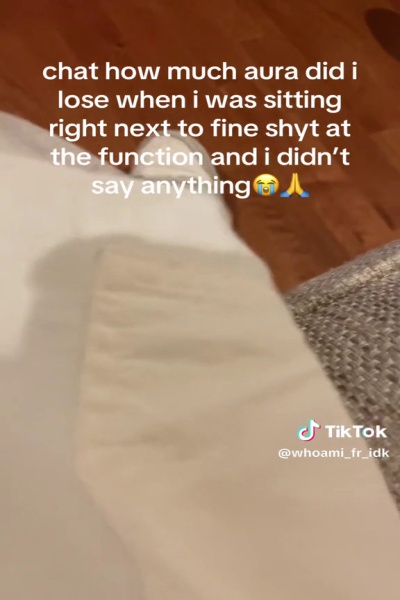 chat how much aura did i
lose when i was sitting
right next to fine shyt at
the function and i didn't
say anything😭🙏
TikTok
@whoami_fr_idk